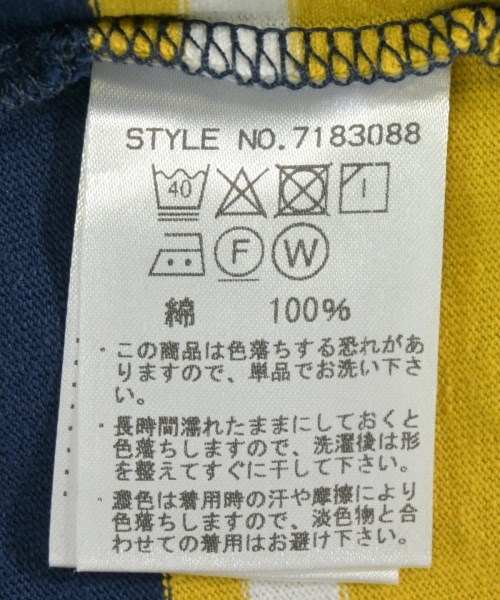 STYLE NO.7183088
40
F W
綿 100%
・この商品は色落ちする恐れがあ
りますので、単品でお洗い下さ
い。
・長時間濡れたままにしておくと
色落ちしますので、洗濯後は形
を整えてすぐに干して下さい。
・濃色は着用時の汗や摩擦により
色落ちしますので、淡色物と合
わせての着用はお避け下さい。